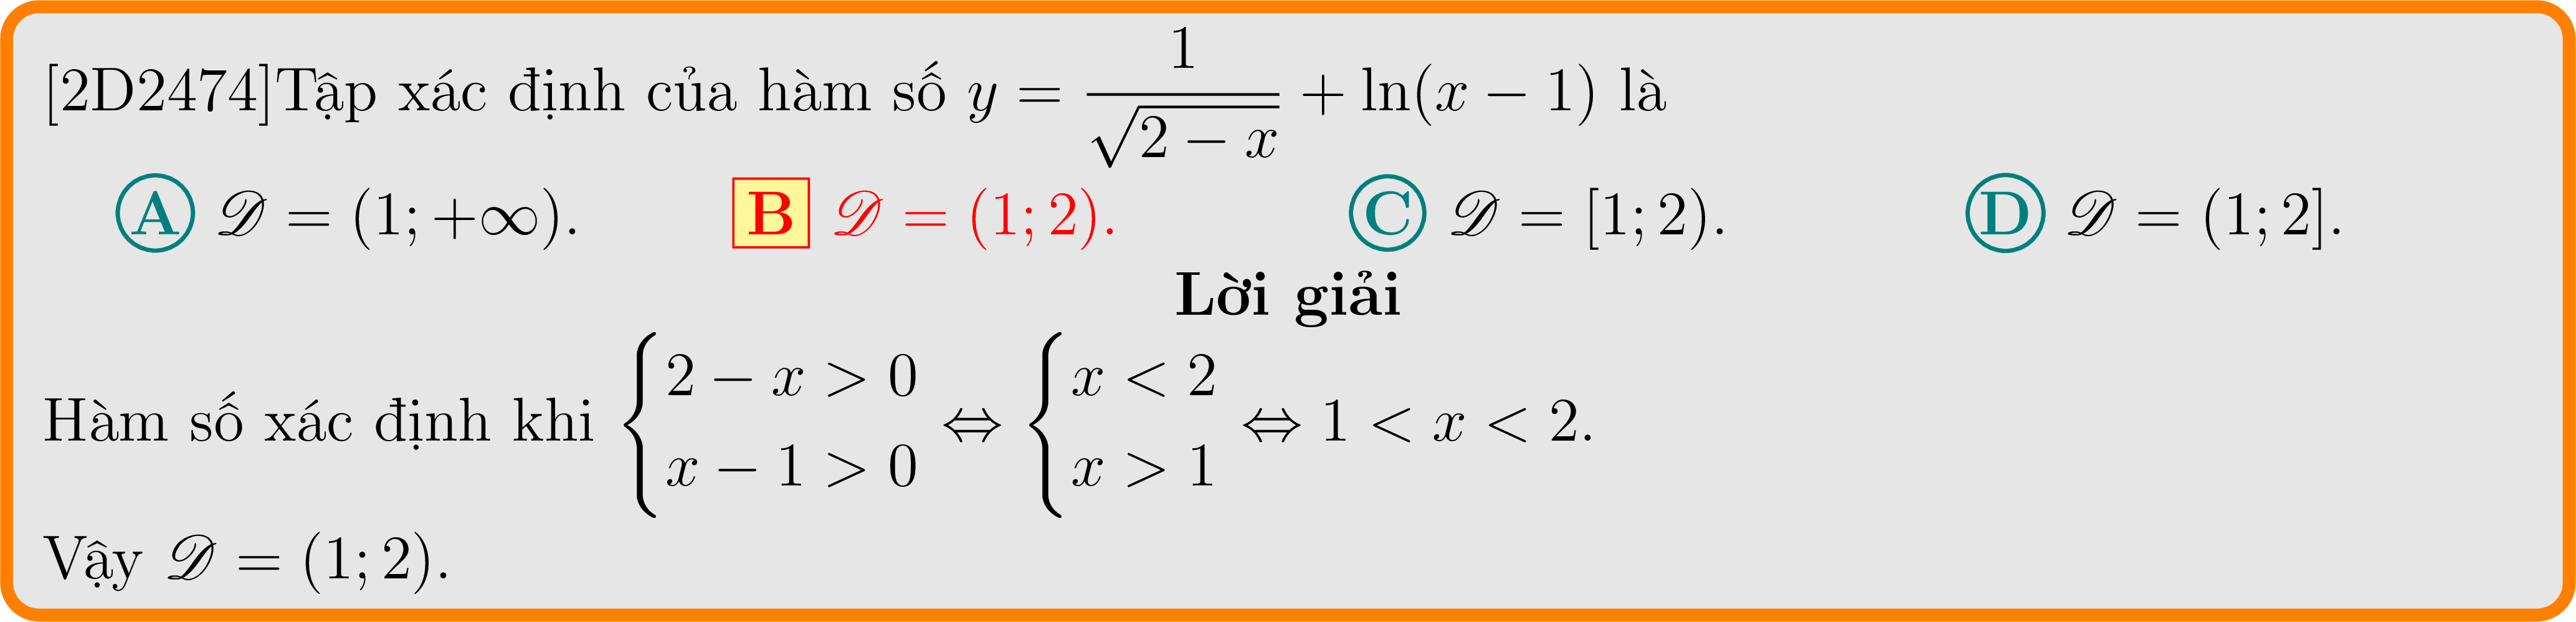 [2D2474]Tập xác định của hàm số $y = \dfrac{1}{\sqrt{2-x}} + \ln(x-1)$ là
A $\mathscr{D} = (1;+\infty)$. B $\mathscr{D} = (1;2)$. C $\mathscr{D} = [1;2)$. D $\mathscr{D} = (1;2]$.
Lời giải
Hàm số xác định khi $\begin{cases} 2-x>0 \\ x-1>0 \end{cases} \Leftrightarrow \begin{cases} x<2 \\ x>1 \end{cases} \Leftrightarrow 1<x<2.$
Vậy $\mathscr{D} = (1;2)$.